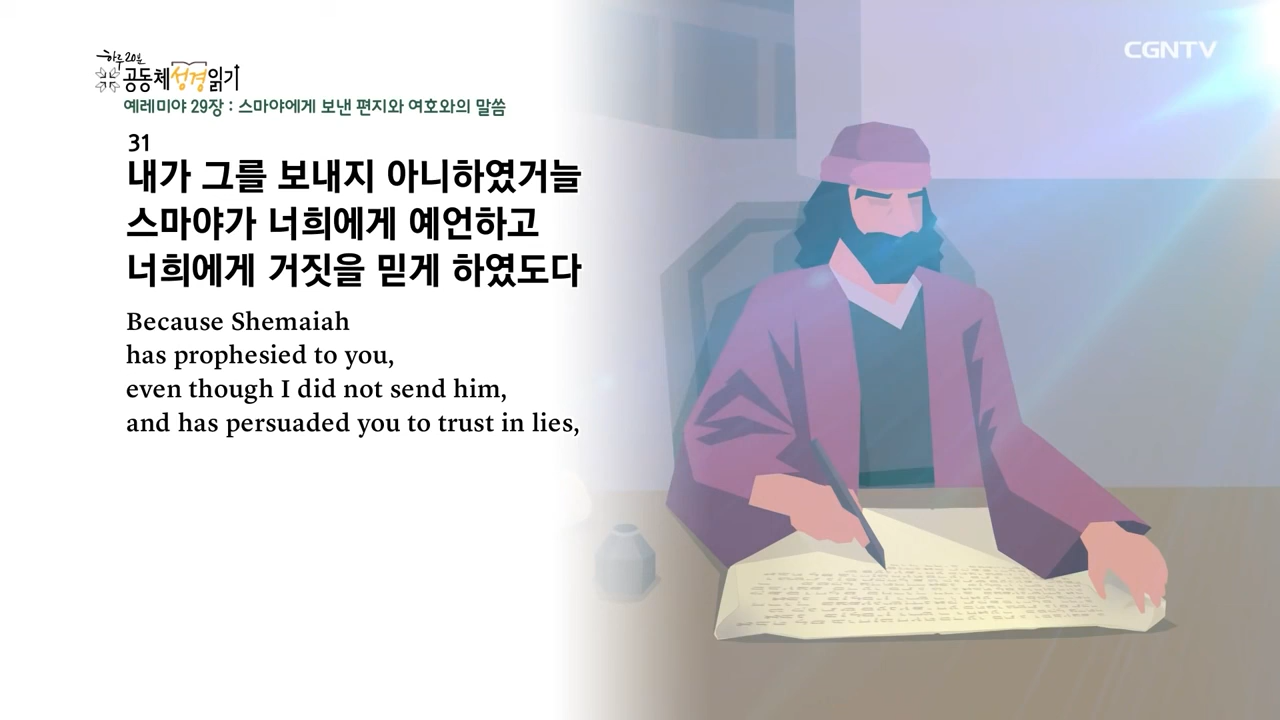 하루 20분
공동체성경읽기
CGNTV
예레미야 29장 : 스마야에게 보낸 편지와 여호와의 말씀
31
내가 그를 보내지 아니하였거늘
스마야가 너희에게 예언하고
너희에게 거짓을 믿게 하였도다
Because Shemaiah
has prophesied to you,
even though I did not send him,
and has persuaded you to trust in lies,